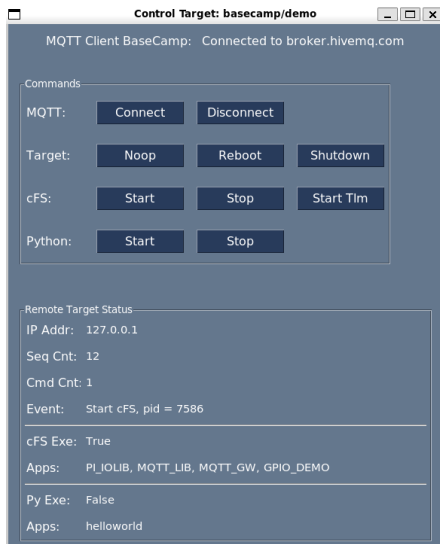 Control Target: basecamp/demo
MQTT Client BaseCamp: Connected to broker.hivemq.com
Commands
MQTT: Connect Disconnect
Target: Noop Reboot Shutdown
cFS: Start Stop Start Tlm
Python: Start Stop
Remote Target Status
IP Addr: 127.0.0.1
Seq Cnt: 12
Cmd Cnt: 1
Event: Start cFS, pid = 7586
cFS Exe: True
Apps: PI_IOLIB, MQTT_LIB, MQTT_GW, GPIO_DEMO
Py Exe: False
Apps: helloworld